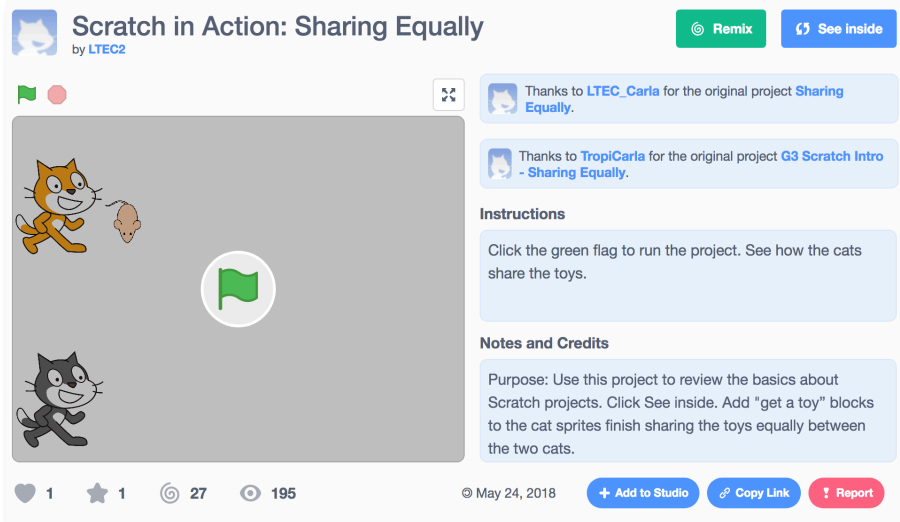 Scratch in Action: Sharing Equally
by LTEC2
Remix
See inside
Thanks to LTEC_Carla for the original project Sharing
Equally.
Thanks to TropiCarla for the original project G3 Scratch Intro
- Sharing Equally.
Instructions
Click the green flag to run the project. See how the cats
share the toys.
Notes and Credits
Purpose: Use this project to review the basics about
Scratch projects. Click See inside. Add "get a toy” blocks
to the cat sprites finish sharing the toys equally between
the two cats.
1
1
27
195
© May 24, 2018
+ Add to Studio
Copy Link
Report